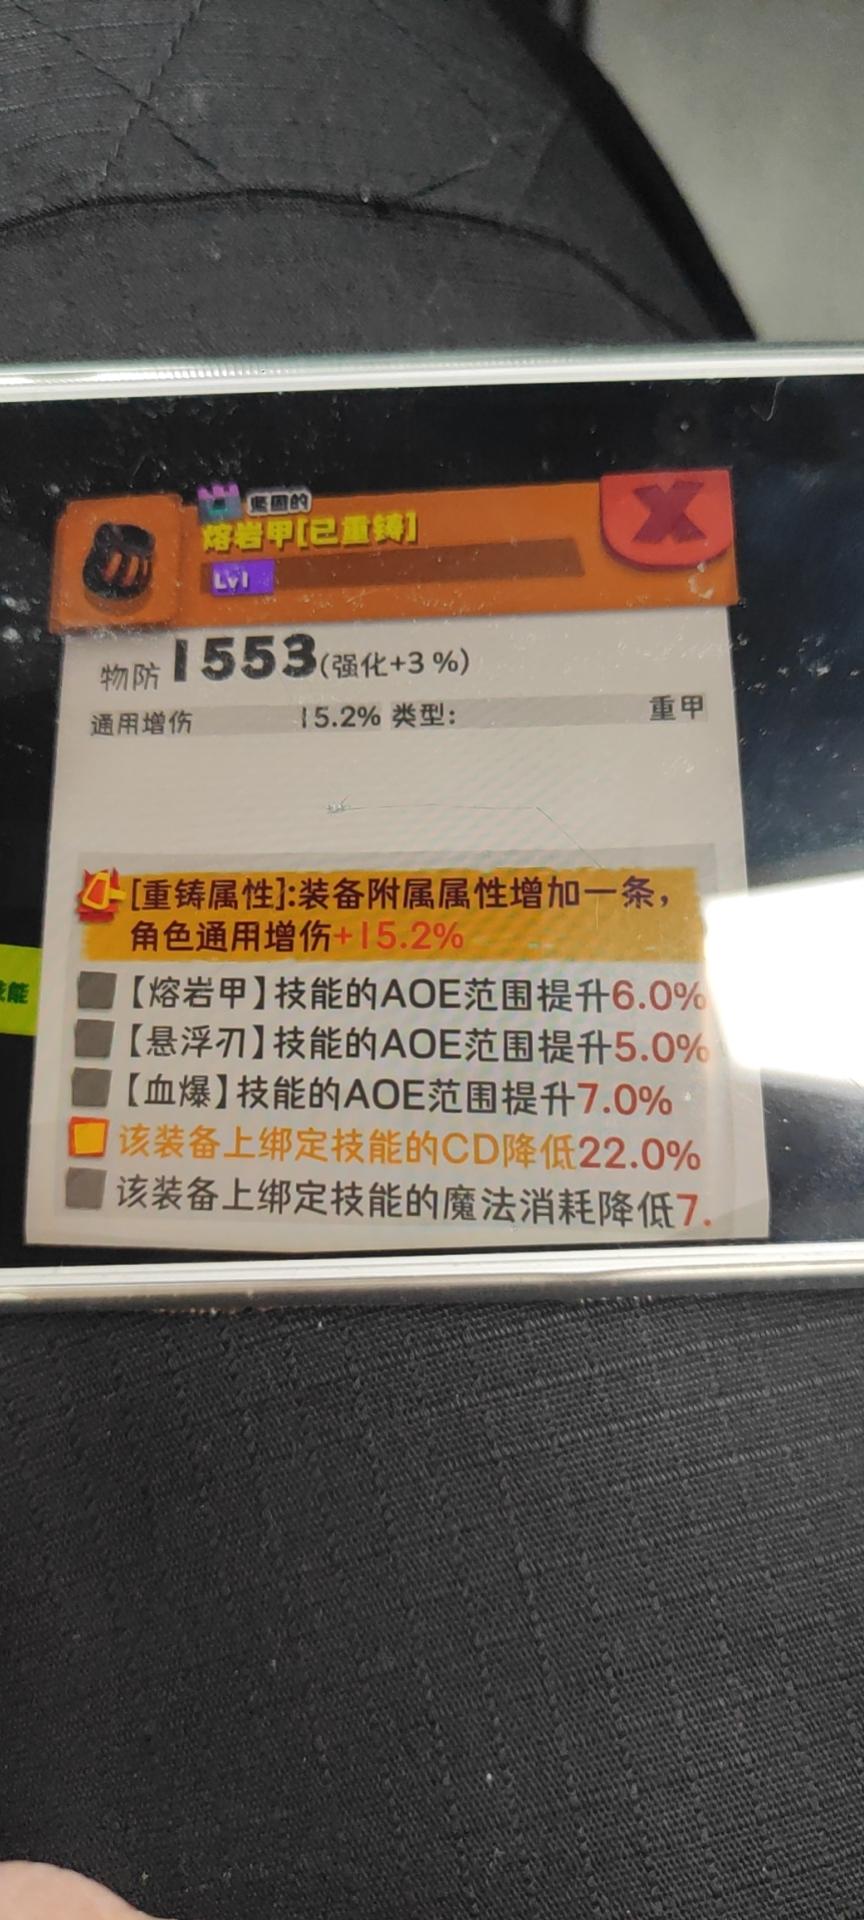 坚固的
熔岩甲[已重铸]
Lv1
物防 1553(强化+3%)
通用增伤 15.2% 类型: 重甲
[重铸属性]:装备附属属性增加一条,
角色通用增伤+15.2%
技能
【熔岩甲】技能的AOE范围提升6.0%
【悬浮刃】技能的AOE范围提升5.0%
【血爆】技能的AOE范围提升7.0%
该装备上绑定技能的CD降低22.0%
该装备上绑定技能的魔法消耗降低7.